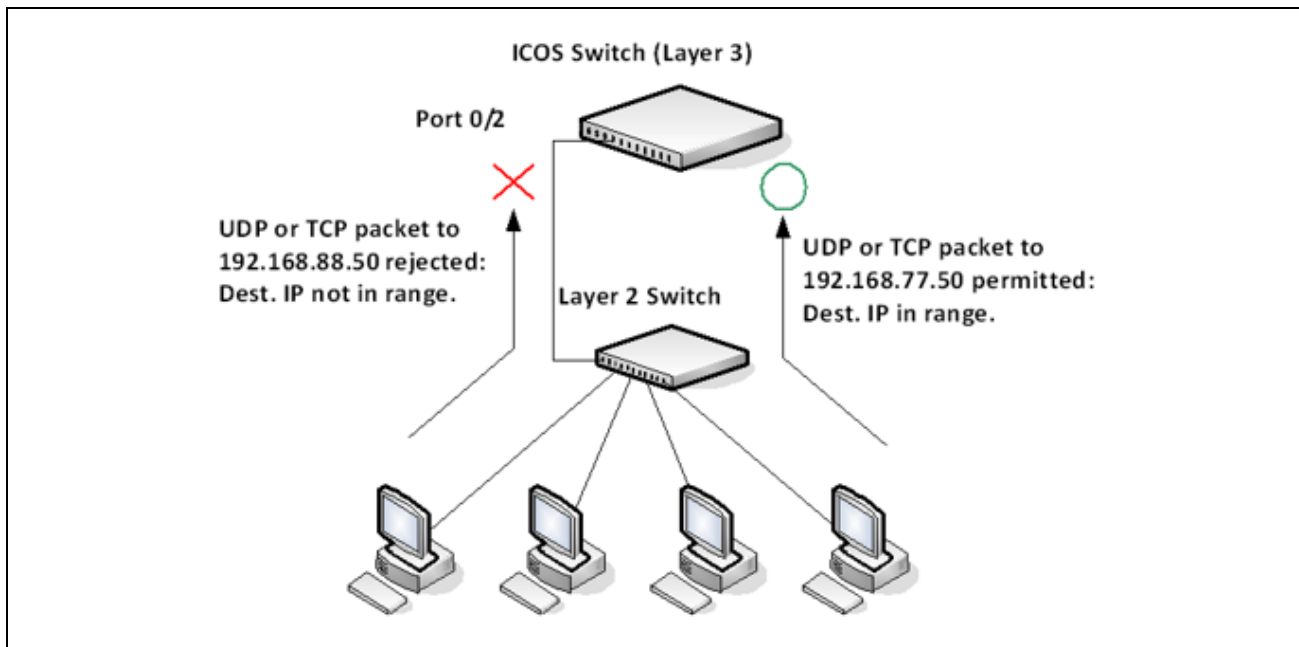 ICOS Switch (Layer 3)
Port 0/2
UDP or TCP packet to
192.168.88.50 rejected:
Dest. IP not in range.
UDP or TCP packet to
192.168.77.50 permitted:
Dest. IP in range.
Layer 2 Switch